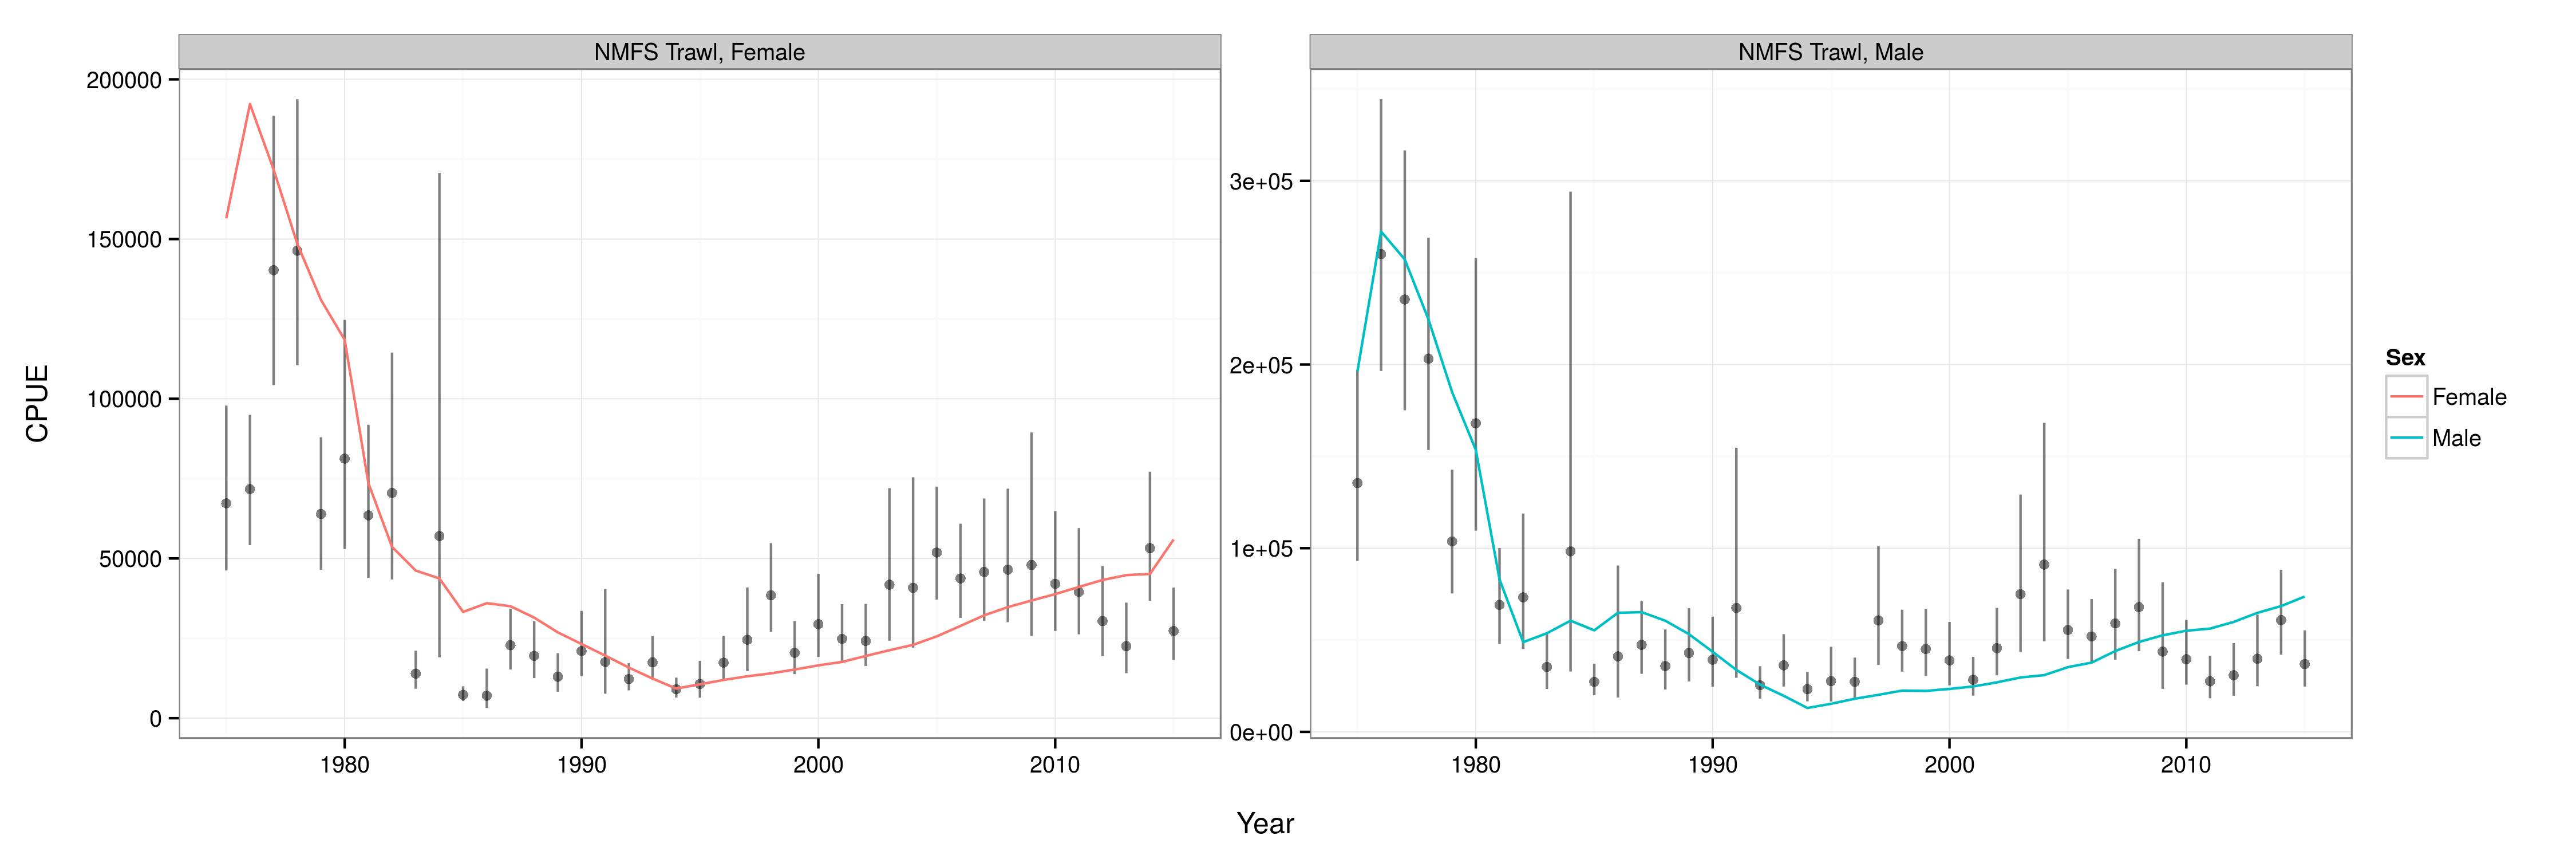 NMFS Trawl, Female
NMFS Trawl, Male
200000
150000
100000
50000
0
3e+05
2e+05
1e+05
0e+00
CPUE
1980
1990
2000
2010
1980
1990
2000
2010
Year
Sex
Female
Male